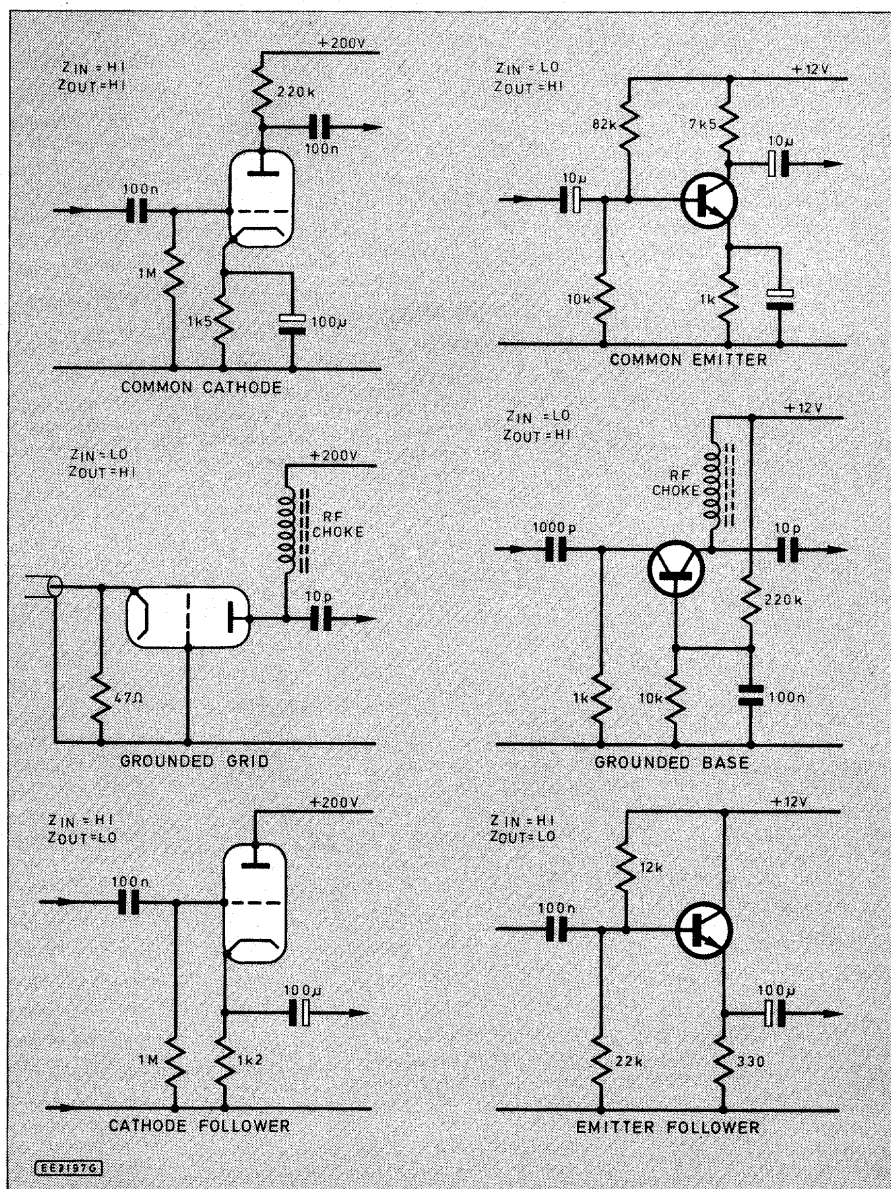 ZIN = HI
ZOUT = HI
+200V
220k
100n
100n
1M
1k5
100µ
COMMON CATHODE
ZIN = LO
ZOUT = HI
+12V
82k
7k5
10µ
10µ
10k
1k
COMMON EMITTER
ZIN = LO
ZOUT = HI
+200V
RF
CHOKE
10p
47Ω
GROUNDED GRID
ZIN = LO
ZOUT = HI
+12V
RF
CHOKE
1000p
10p
220k
1k
10k
100n
GROUNDED BASE
ZIN = HI
ZOUT = LO
+200V
100n
100µ
1M
1k2
CATHODE FOLLOWER
ZIN = HI
ZOUT = LO
+12V
12k
100n
100µ
22k
330
EMITTER FOLLOWER
EE2197G